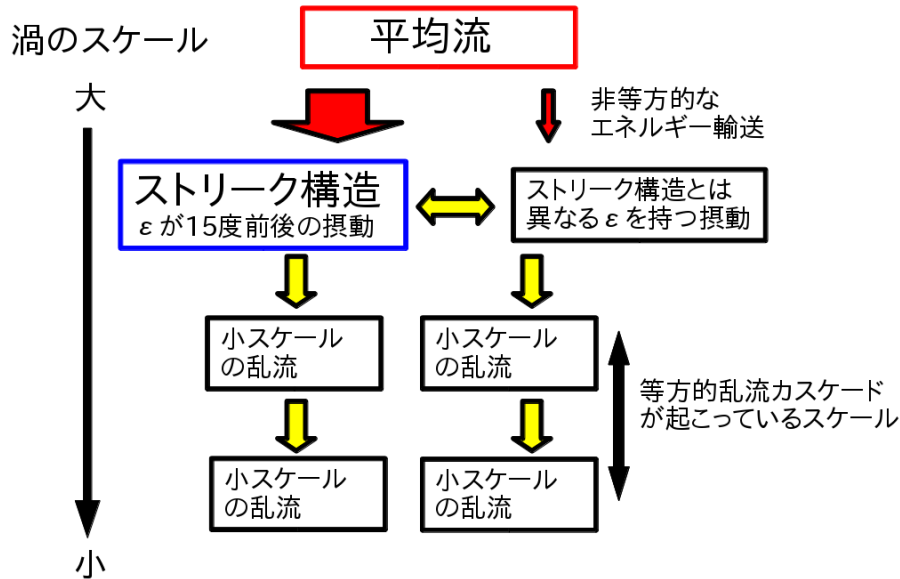 渦のスケール
平均流
大
非等方的な
エネルギー輸送
ストリーク構造
εが15度前後の摂動
ストリーク構造とは
異なるεを持つ摂動
小スケール
の乱流
小スケール
の乱流
等方的乱流カスケード
が起こっているスケール
小スケール
の乱流
小スケール
の乱流
小